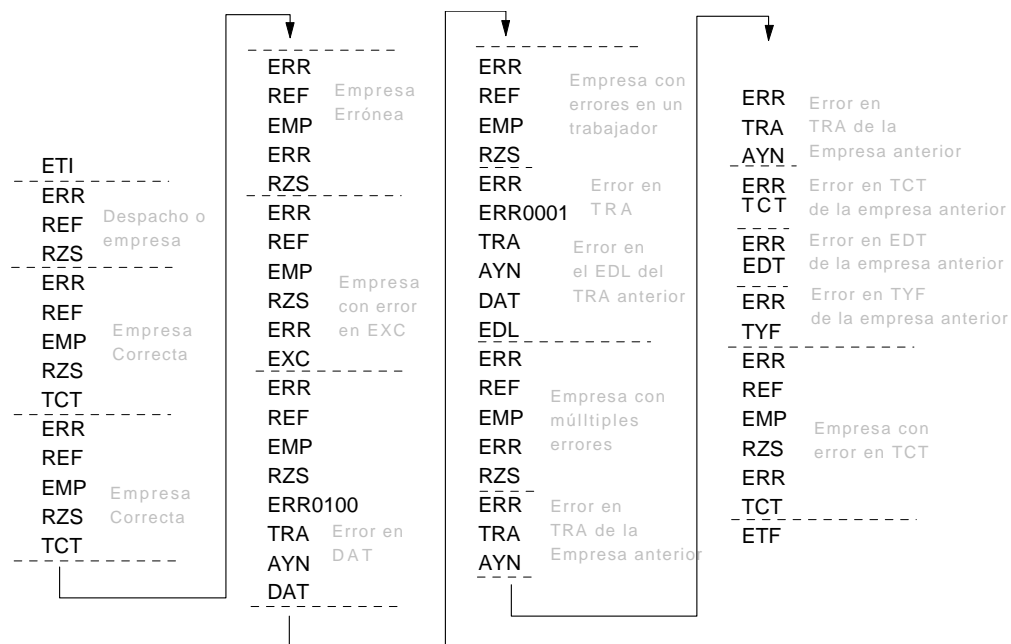 ETI
ERR
REF
RZS
Despacho o
empresa
ERR
REF
EMP
RZS
TCT
Empresa
Correcta
ERR
REF
EMP
RZS
TCT
Empresa
Correcta
ERR
REF
EMP
ERR
RZS
Empresa
Errónea
ERR
REF
EMP
RZS
ERR
EXC
Empresa
con error
en EXC
ERR
REF
EMP
RZS
ERR0100
TRA
AYN
DAT
Error en
DAT
ERR
REF
EMP
RZS
Empresa con
errores en un
trabajador
ERR
ERR0001
TRA
AYN
DAT
EDL
Error en
TRA
Error en
el EDL del
TRA anterior
ERR
REF
EMP
ERR
RZS
Empresa con
múlltiples
errores
ERR
TRA
AYN
Error en
TRA de la
Empresa anterior
ERR
TRA
AYN
Error en
TRA de la
Empresa anterior
ERR
TCT
Error en TCT
de la empresa anterior
ERR
EDT
Error en EDT
de la empresa anterior
ERR
TYF
Error en TYF
de la empresa anterior
ERR
REF
EMP
RZS
ERR
TCT
Empresa con
error en TCT
ETF